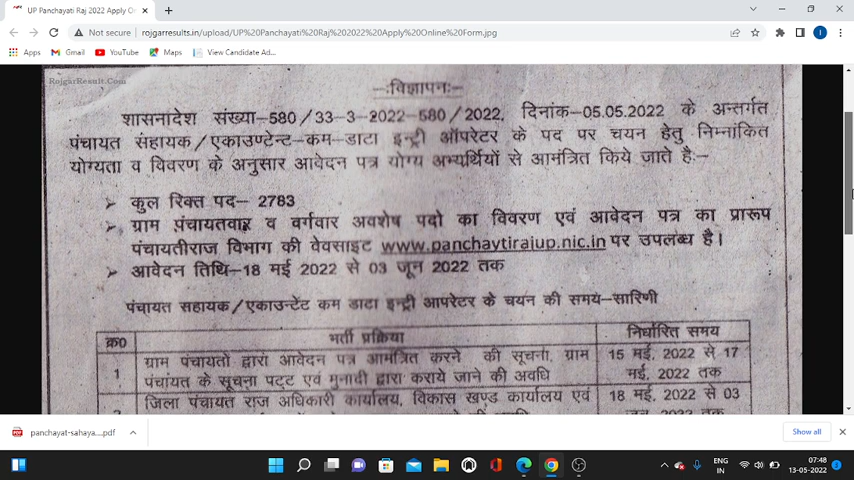 UP Panchayati Raj 2022 Apply O
Not secure
rojgarresults.in/upload/UP%20Panchayati%20Raj%202022%20Apply%20Online%20Form.jpg
Apps
Gmail
YouTube
Maps
View Candidate Ad...
RojgarResult.Com
-:विज्ञापनः-
शासनादेश संख्या-580/33-3-2022-580/2022, दिनांक-05.05.2022 के अन्तर्गत
पंचायत सहायक/एकाउण्टेन्ट-कम-डाटा इन्ट्री ऑपरेटर के पद पर चयन हेतु निम्नांकित
योग्यता व विवरण के अनुसार आवेदन पत्र योग्य अभ्यर्थियों से आमंत्रित किये जाते हैः-
कुल रिक्त पद- 2783
ग्राम पंचायतवार व वर्गवार अवशेष पदो का विवरण एवं आवेदन पत्र का प्रारूप
पंचायतीराज विभाग की वेवसाइट www.panchaytirajup.nic.in पर उपलब्ध है।
आवेदन तिथि-18 मई 2022 से 03 जून 2022 तक
पंचायत सहायक/एकाउन्टेंट कम डाटा इन्ट्री आपरेटर के चयन की समय-सारिणी
क्र0 भर्ती प्रक्रिया निर्धारित समय
ग्राम पंचायतो द्वारा आवेदन पत्र आमंत्रित करने की सूचना, ग्राम 15 मई, 2022 से 17
1 पंचायत के सूचना पट्ट एवं मुनादी द्वारा कराये जाने की अवधि मई, 2022 तक
जिला पंचायत राज अधिकारी कार्यालय, विकास खण्ड कार्यालय एवं 18 मई, 2022 से 03
panchayat-sahaya....pdf
Show all
ENG
IN
07:48
13-05-2022